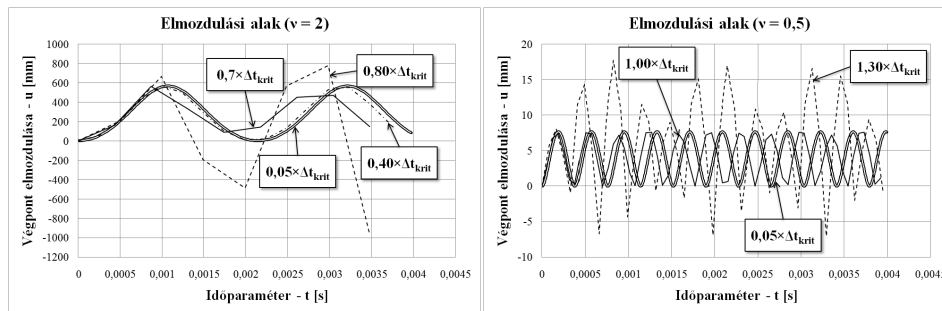 Elmozdulási alak (ν = 2)
Végpont elmozdulása - u [mm]
1000
800
600
400
200
0
-200
-400
-600
-800
-1000
-1200
0,7×Δtkrit
0,80×Δtkrit
0,05×Δtkrit
0,40×Δtkrit
0 0,0005 0,001 0,0015 0,002 0,0025 0,003 0,0035 0,004 0,0045
Időparaméter - t [s]
Elmozdulási alak (ν = 0,5)
Végpont elmozdulása - u [mm]
20
15
10
5
0
-5
-10
1,00×Δtkrit
1,30×Δtkrit
0,05×Δtkrit
0 0,0005 0,001 0,0015 0,002 0,0025 0,003 0,0035 0,004 0,004
Időparaméter - t [s]